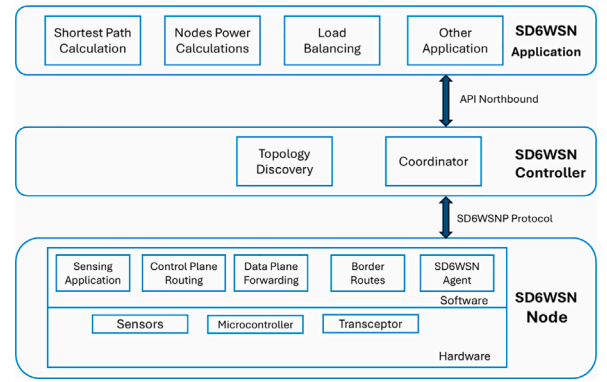 Shortest Path
Calculation
Nodes Power
Calculations
Load
Balancing
Other
Application
SD6WSN
Application
API Northbound
Topology
Discovery
Coordinator
SD6WSN
Controller
SD6WSNP Protocol
Sensing
Application
Control Plane
Routing
Data Plane
Forwarding
Border
Routes
SD6WSN
Agent
Software
Sensors
Microcontroller
Transceptor
Hardware
SD6WSN
Node